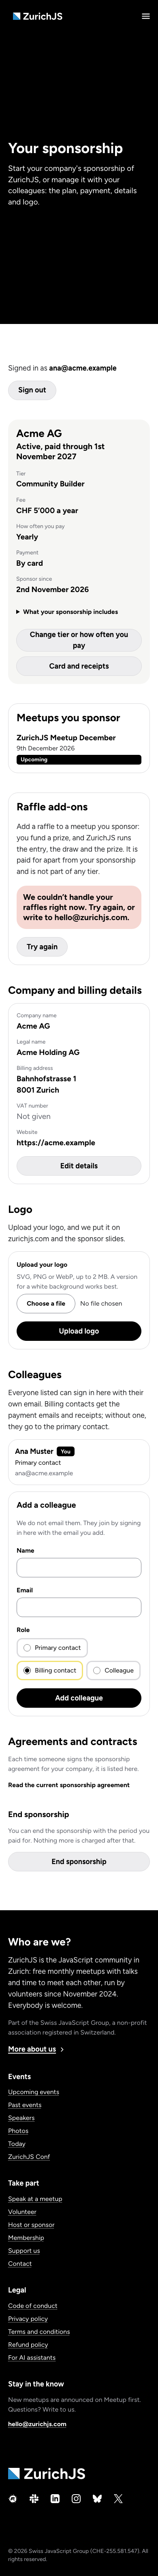 ZurichJS
Your sponsorship
Start your company's sponsorship of
ZurichJS, or manage it with your
colleagues: the plan, payment, details
and logo.
Signed in as ana@acme.example
Sign out
Acme AG
Active, paid through 1st
November 2027
Tier
Community Builder
Fee
CHF 5'000 a year
How often you pay
Yearly
Payment
By card
Sponsor since
2nd November 2026
What your sponsorship includes
Change tier or how often you
pay
Card and receipts
Meetups you sponsor
ZurichJS Meetup December
9th December 2026
Upcoming
Raffle add-ons
Add a raffle to a meetup you sponsor:
you fund a prize, and ZurichJS runs
the entry, the draw and the prize. It is
paid for apart from your sponsorship
and is not part of any tier.
We couldn't handle your
raffles right now. Try again, or
write to hello@zurichjs.com.
Try again
Company and billing details
Company name
Acme AG
Legal name
Acme Holding AG
Billing address
Bahnhofstrasse 1
8001 Zurich
VAT number
Not given
Website
https://acme.example
Edit details
Logo
Upload your logo, and we put it on
zurichjs.com and the sponsor slides.
Upload your logo
SVG, PNG or WebP, up to 2 MB. A version
for a white background works best.
Choose a file
No file chosen
Upload logo
Colleagues
Everyone listed can sign in here with their
own email. Billing contacts get the
payment emails and receipts; without one,
they go to the primary contact.
Ana Muster You
Primary contact
ana@acme.example
Add a colleague
We do not email them. They join by signing
in here with the email you add.
Name
Email
Role
Primary contact
Billing contact
Colleague
Add colleague
Agreements and contracts
Each time someone signs the sponsorship
agreement for your company, it is listed here.
Read the current sponsorship agreement
End sponsorship
You can end the sponsorship with the period you
paid for. Nothing more is charged after that.
End sponsorship
Who are we?
ZurichJS is the JavaScript community in
Zurich: free monthly meetups with talks
and time to meet each other, run by
volunteers since November 2024.
Everybody is welcome.
Part of the Swiss JavaScript Group, a non-profit
association registered in Switzerland.
More about us
Events
Upcoming events
Past events
Speakers
Photos
Today
ZurichJS Conf
Take part
Speak at a meetup
Volunteer
Host or sponsor
Membership
Support us
Contact
Legal
Code of conduct
Privacy policy
Terms and conditions
Refund policy
For AI assistants
Stay in the know
New meetups are announced on Meetup first.
Questions? Write to us.
hello@zurichjs.com
ZurichJS
© 2026 Swiss JavaScript Group (CHE-255.581.547). All
rights reserved.